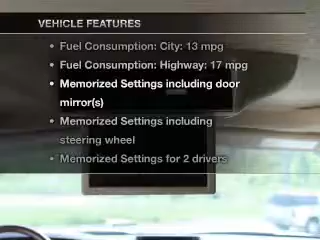 VEHICLE FEATURES
• Fuel Consumption: City: 13 mpg
• Fuel Consumption: Highway: 17 mpg
• Memorized Settings including door
mirror(s)
• Memorized Settings including
steering wheel
• Memorized Settings for 2 drivers